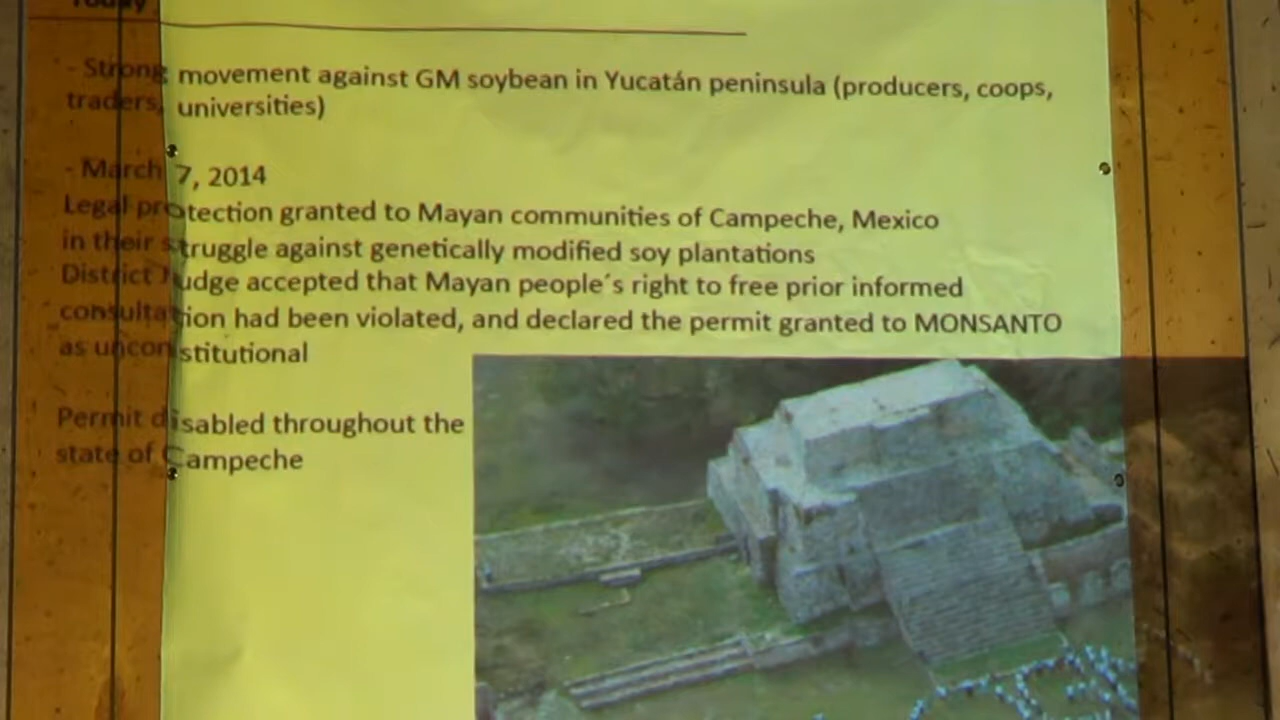 Today
- Strong movement against GM soybean in Yucatán peninsula (producers, coops,
traders, universities)
- March 7, 2014
Legal protection granted to Mayan communities of Campeche, Mexico
in their struggle against genetically modified soy plantations
District Judge accepted that Mayan people´s right to free prior informed
consultation had been violated, and declared the permit granted to MONSANTO
as unconstitutional
Permit disabled throughout the
state of Campeche